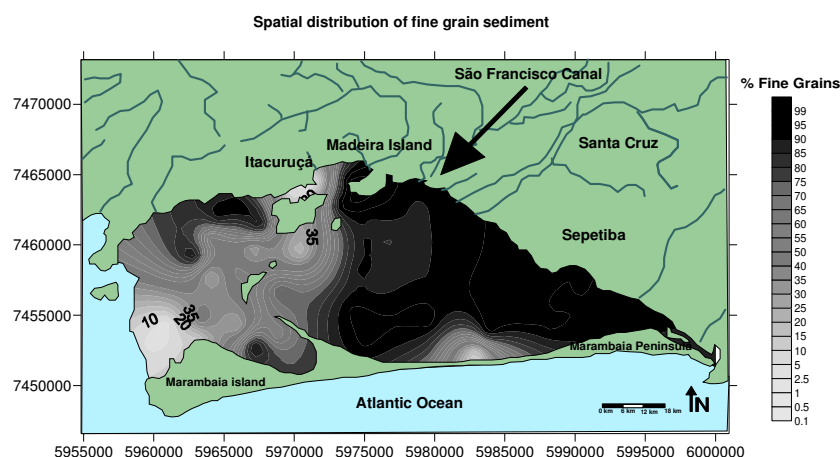 Spatial distribution of fine grain sediment
São Francisco Canal
% Fine Grains
7470000
7465000
7460000
7455000
7450000
Madeira Island
Itacuruça
Santa Cruz
Sepetiba
35
10
20
35
Marambaia Peninsula
Marambaia island
Atlantic Ocean
N
0 km 6 km 12 km 18 km
5955000 5960000 5965000 5970000 5975000 5980000 5985000 5990000 5995000 6000000
99
95
90
85
80
75
70
65
60
55
50
45
40
35
30
25
20
15
10
5
2.5
1
0.5
0.1